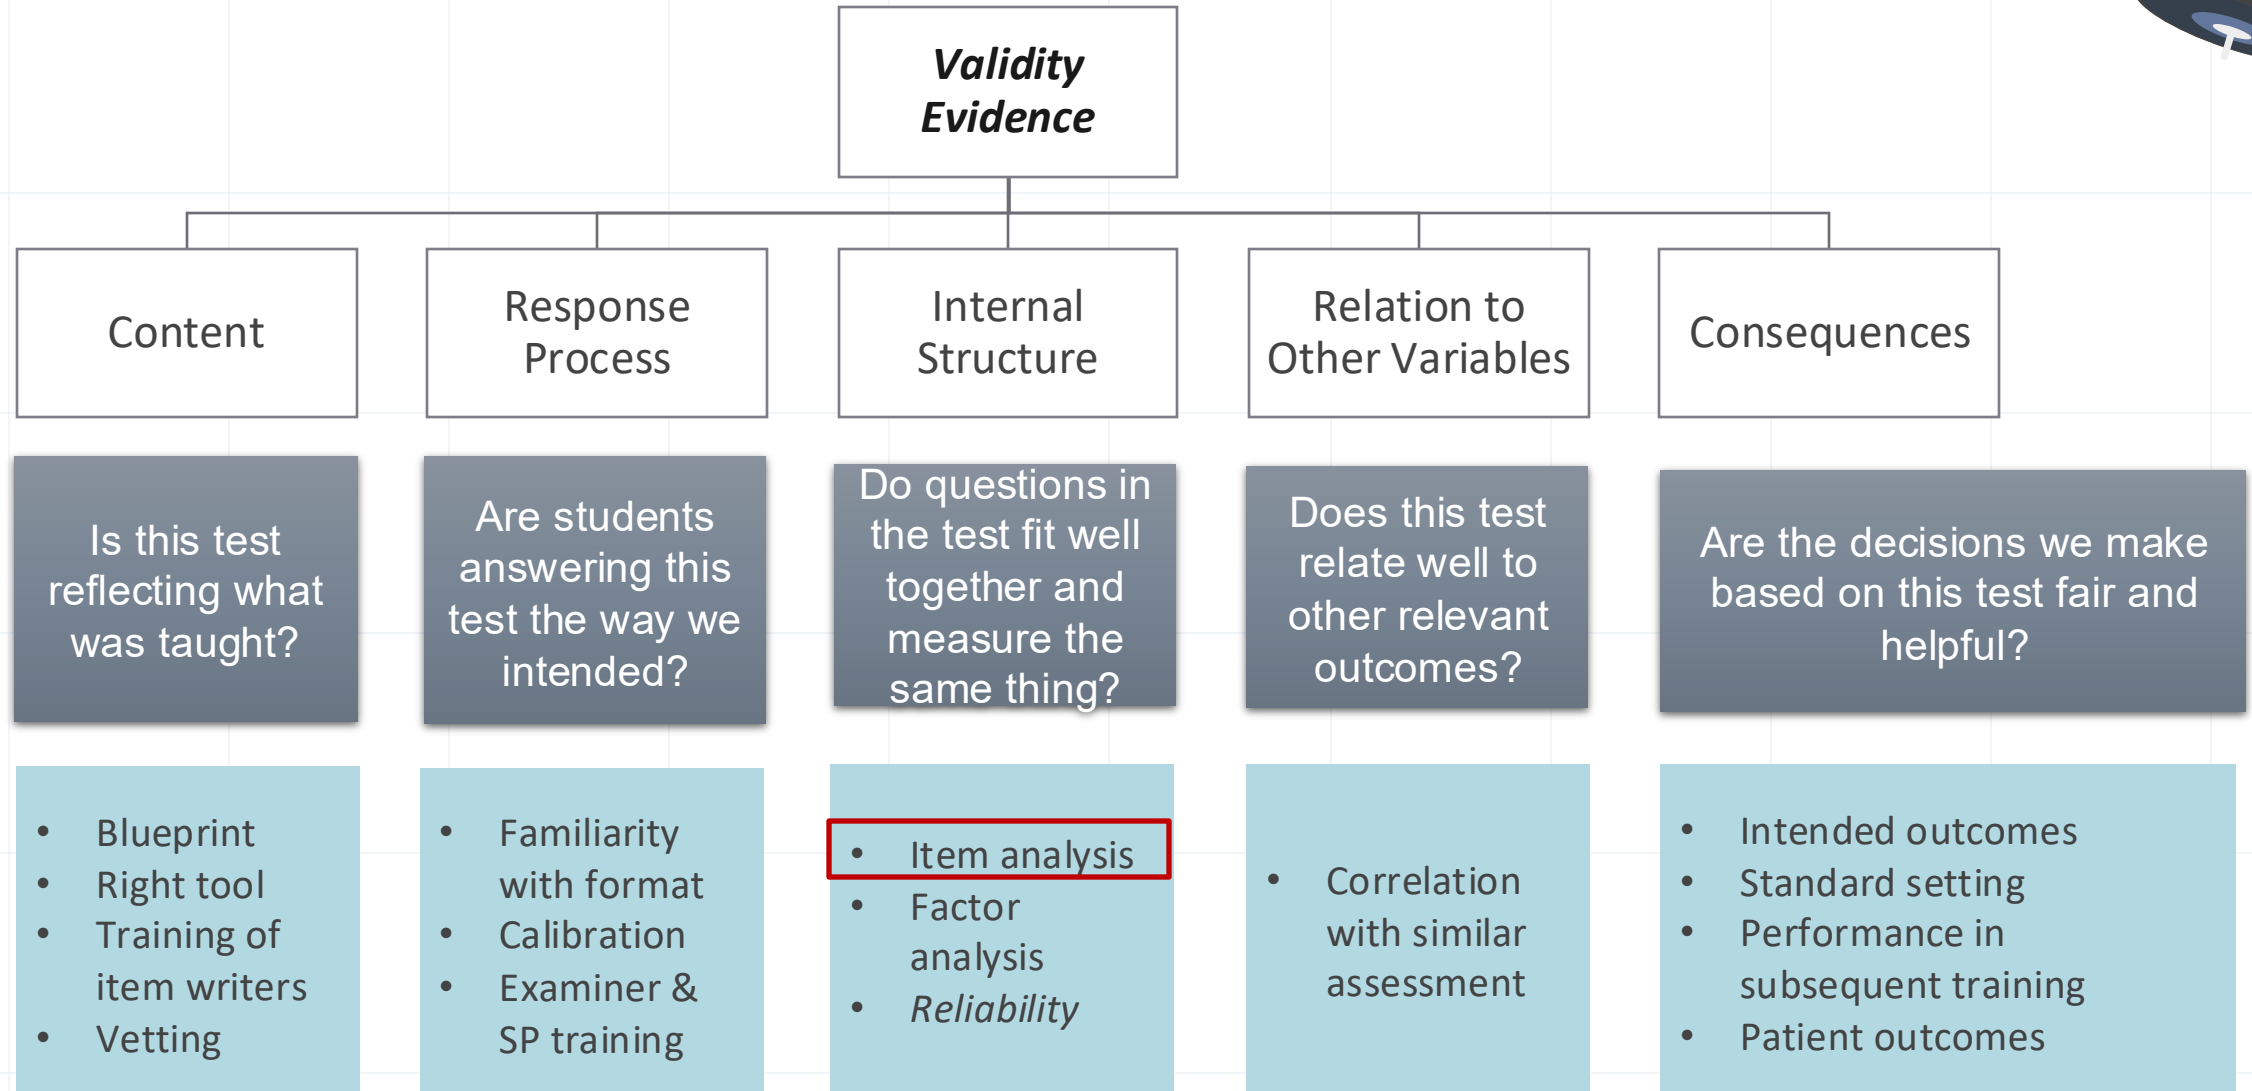 Validity
Evidence
Content
Response
Process
Internal
Structure
Relation to
Other Variables
Consequences
Is this test
reflecting what
was taught?
Are students
answering this
test the way we
intended?
Do questions in
the test fit well
together and
measure the
same thing?
Does this test
relate well to
other relevant
outcomes?
Are the decisions we make
based on this test fair and
helpful?
• Blueprint
• Right tool
• Training of
item writers
• Vetting
• Familiarity
with format
• Calibration
• Examiner &
SP training
• Item analysis
• Factor
analysis
• Reliability
• Correlation
with similar
assessment
• Intended outcomes
• Standard setting
• Performance in
subsequent training
• Patient outcomes